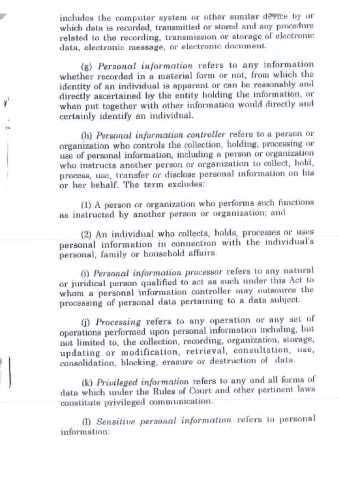 includes the computer system or other similar device by or
which data is recorded, transmitted or stored and any procedure
related to the recording, transmission or storage of electronic
data, electronic message, or electronic document.
(g) Personal information refers to any information
whether recorded in a material form or not, from which the
identity of an individual is apparent or can be reasonably and
directly ascertained by the entity holding the information, or
when put together with other information would directly and
certainly identify an individual.
(h) Personal information controller refers to a person or
organization who controls the collection, holding, processing or
use of personal information, including a person or organization
who instructs another person or organization to collect, hold,
process, use, transfer or disclose personal information on his
or her behalf. The term excludes:
(1) A person or organization who performs such functions
as instructed by another person or organization; and
(2) An individual who collects, holds, processes or uses
personal information in connection with the individual's
personal, family or household affairs.
(i) Personal information processor refers to any natural
or juridical person qualified to act as such under this Act to
whom a personal information controller may outsource the
processing of personal data pertaining to a data subject.
(j) Processing refers to any operation or any set of
operations performed upon personal information including, but
not limited to, the collection, recording, organization, storage,
updating or modification, retrieval, consultation, use,
consolidation, blocking, erasure or destruction of data.
(k) Privileged information refers to any and all forms of
data which under the Rules of Court and other pertinent laws
constitute privileged communication.
(l) Sensitive personal information refers to personal
information: